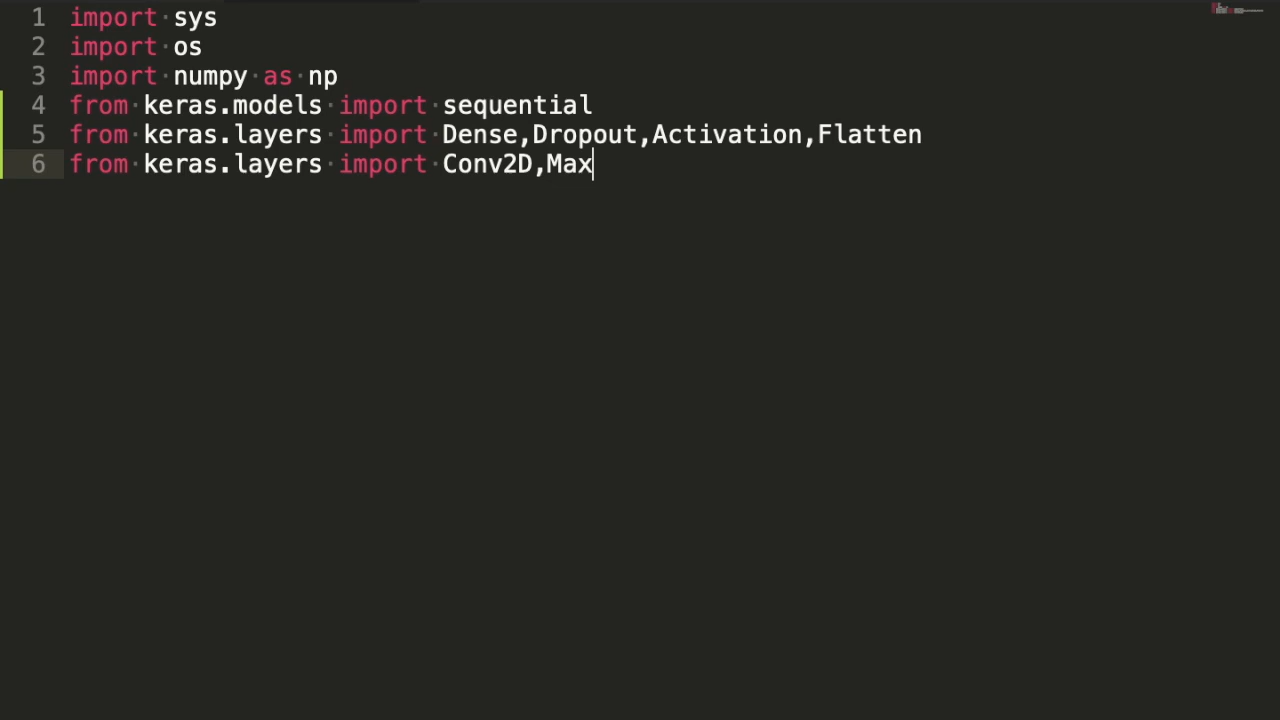 1 import sys
2 import os
3 import numpy as np
4 from keras.models import sequential
5 from keras.layers import Dense,Dropout,Activation,Flatten
6 from keras.layers import Conv2D,Max